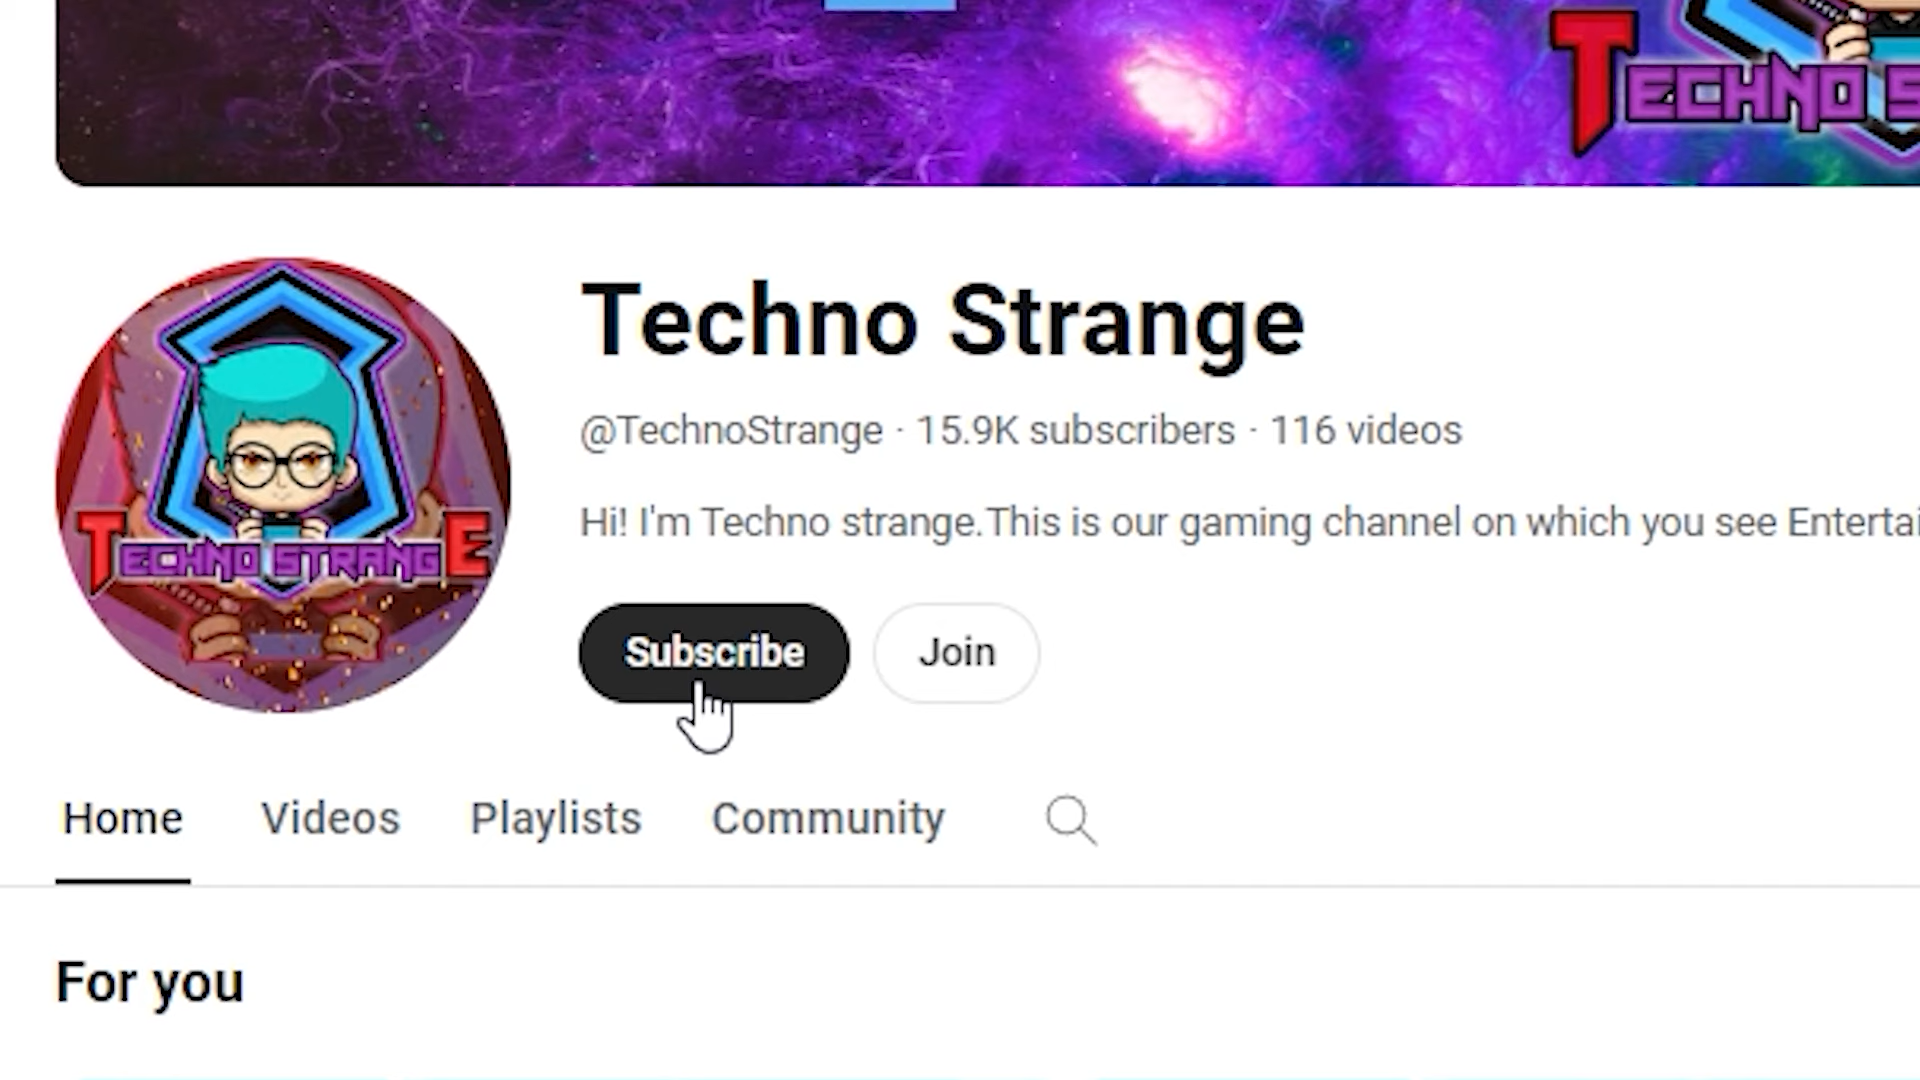 TECHNO S
Techno Strange
@TechnoStrange · 15.9K subscribers · 116 videos
Hi! I'm Techno strange.This is our gaming channel on which you see Entertai
TECHNO STRANGE
Subscribe
Join
Home
Videos
Playlists
Community
For you